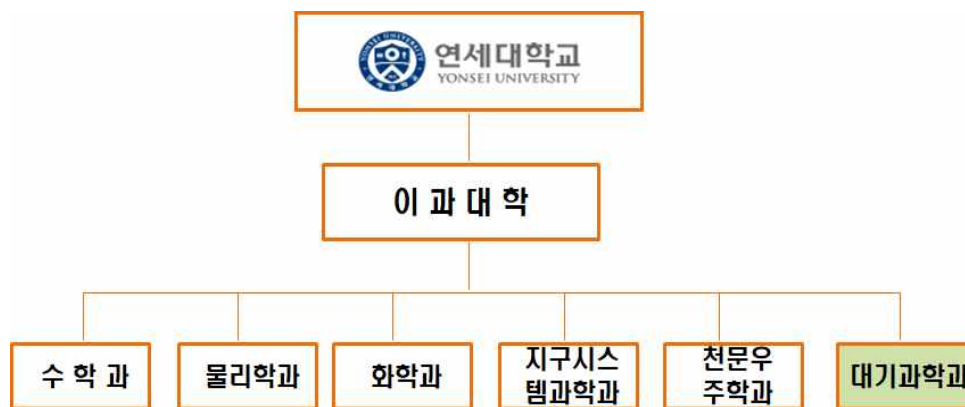 연세대학교
YONSEI UNIVERSITY
이 과 대 학
수 학 과
물리학과
화학과
지구시스
템과학과
천문우
주학과
대기과학과